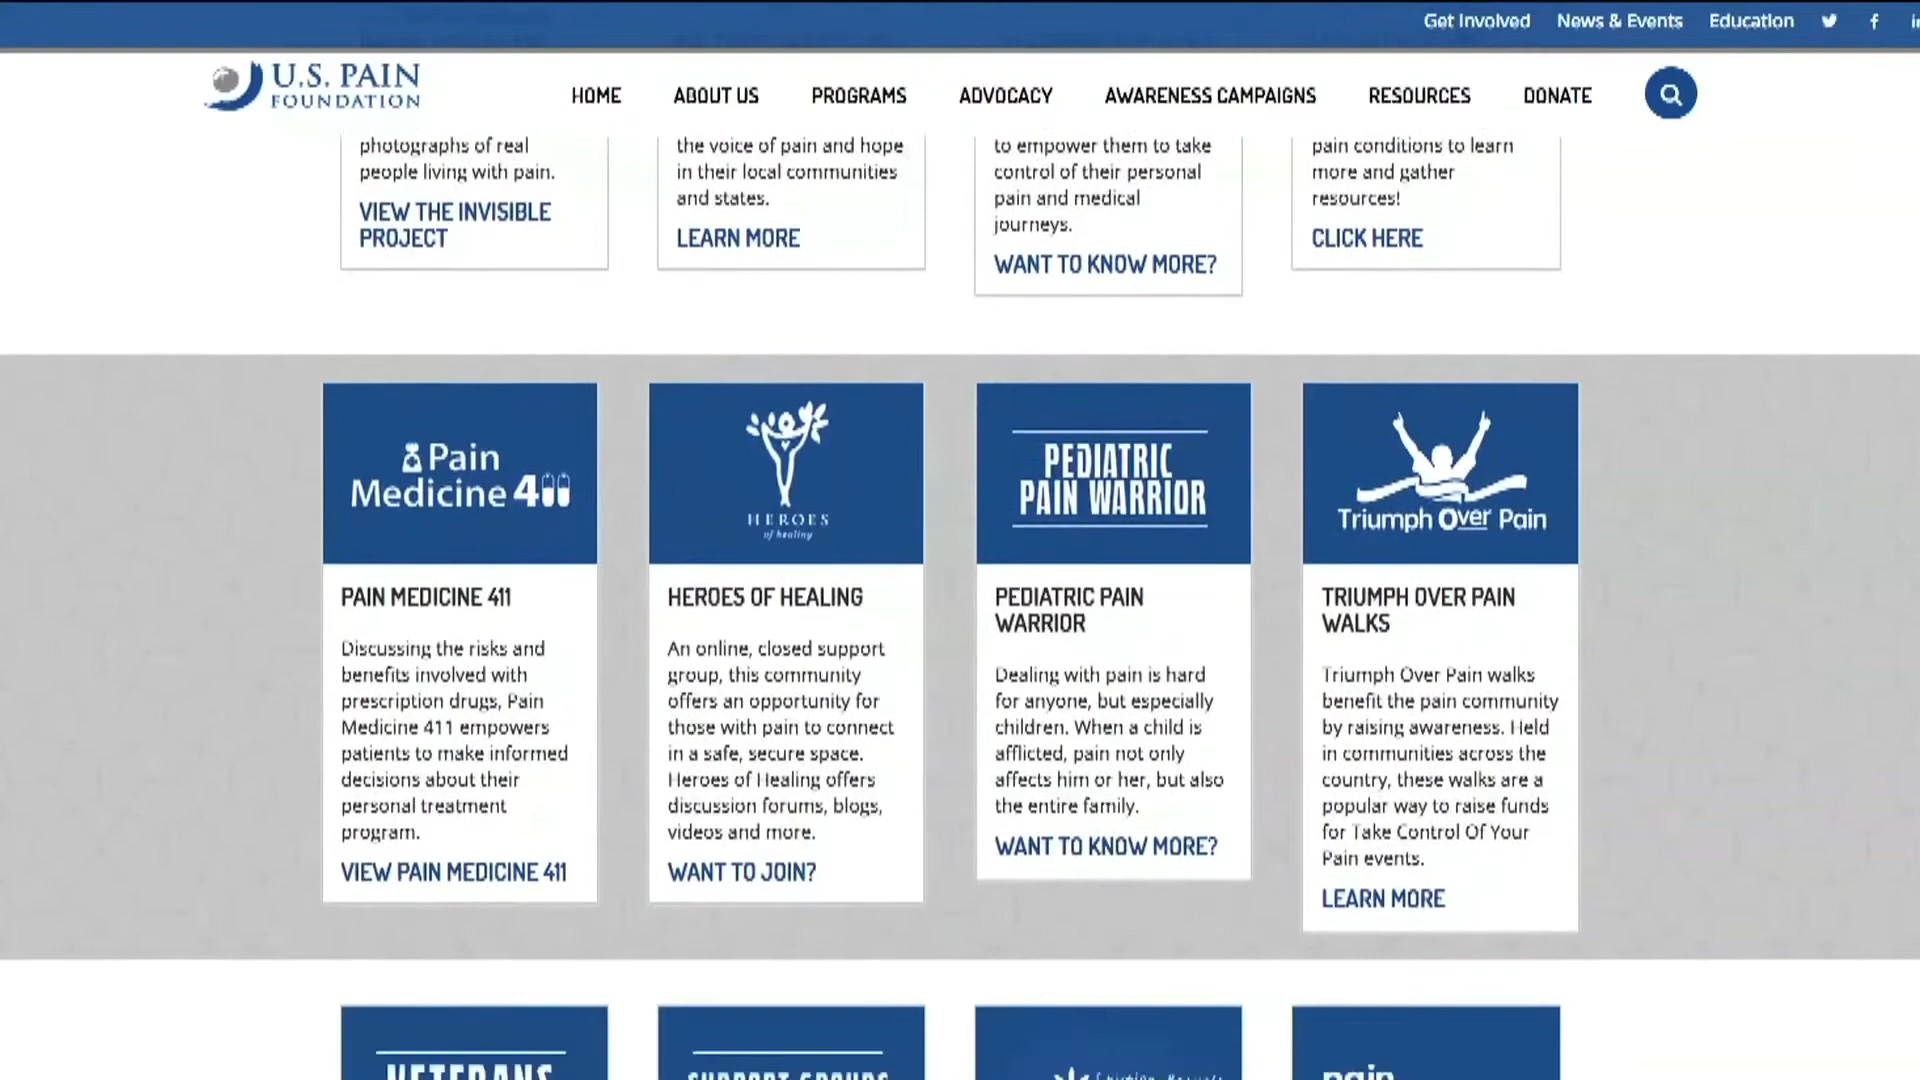 Get Involved News & Events Education
U.S. PAIN
FOUNDATION
HOME ABOUT US PROGRAMS ADVOCACY AWARENESS CAMPAIGNS RESOURCES DONATE
photographs of real
people living with pain.
VIEW THE INVISIBLE
PROJECT
the voice of pain and hope
in their local communities
and states.
LEARN MORE
to empower them to take
control of their personal
pain and medical
journeys.
WANT TO KNOW MORE?
pain conditions to learn
more and gather
resources!
CLICK HERE
Pain
Medicine 411
PAIN MEDICINE 411
Discussing the risks and
benefits involved with
prescription drugs, Pain
Medicine 411 empowers
patients to make informed
decisions about their
personal treatment
program.
VIEW PAIN MEDICINE 411
HEROES
of healing
HEROES OF HEALING
An online, closed support
group, this community
offers an opportunity for
those with pain to connect
in a safe, secure space.
Heroes of Healing offers
discussion forums, blogs,
videos and more.
WANT TO JOIN?
PEDIATRIC
PAIN WARRIOR
PEDIATRIC PAIN
WARRIOR
Dealing with pain is hard
for anyone, but especially
children. When a child is
afflicted, pain not only
affects him or her, but also
the entire family.
WANT TO KNOW MORE?
Triumph Over Pain
TRIUMPH OVER PAIN
WALKS
Triumph Over Pain walks
benefit the pain community
by raising awareness. Held
in communities across the
country, these walks are a
popular way to raise funds
for Take Control Of Your
Pain events.
LEARN MORE
VETERANS
SUPPORT GROUPS
pain